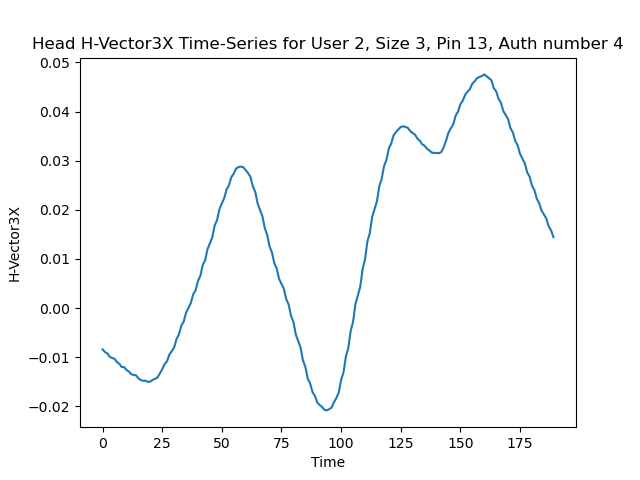 Head H-Vector3X Time-Series for User 2, Size 3, Pin 13, Auth number 4
0.05
0.04
0.03
0.02
0.01
0.00
−0.01
−0.02
H-Vector3X
0 25 50 75 100 125 150 175
Time